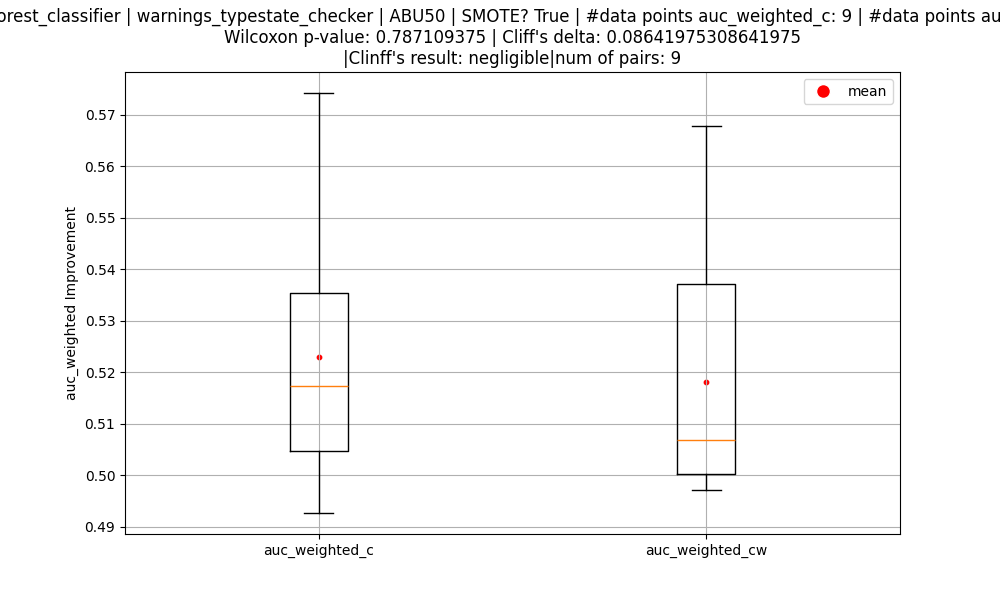 orest_classifier | warnings_typestate_checker | ABU50 | SMOTE? True | #data points auc_weighted_c: 9 | #data points au
Wilcoxon p-value: 0.787109375 | Cliff's delta: 0.08641975308641975
|Clinff's result: negligible|num of pairs: 9
mean
0.57
0.56
0.55
0.54
0.53
0.52
0.51
0.50
0.49
auc_weighted Improvement
auc_weighted_c
auc_weighted_cw